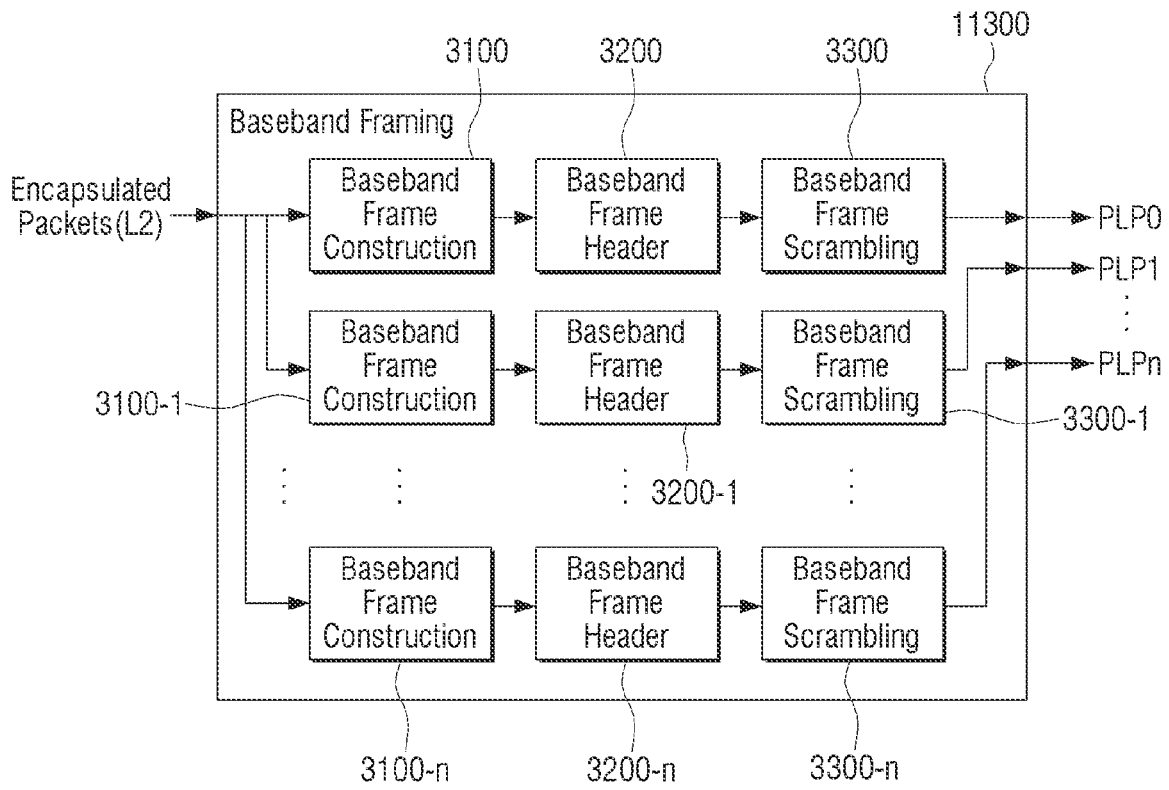 11300
3100
3200
3300
Baseband Framing
Encapsulated
Packets(L2)
Baseband
Frame
Construction
Baseband
Frame
Header
Baseband
Frame
Scrambling
PLP0
PLP1
PLPn
Baseband
Frame
Construction
Baseband
Frame
Header
Baseband
Frame
Scrambling
3100-1
3200-1
3300-1
Baseband
Frame
Construction
Baseband
Frame
Header
Baseband
Frame
Scrambling
3100-n
3200-n
3300-n